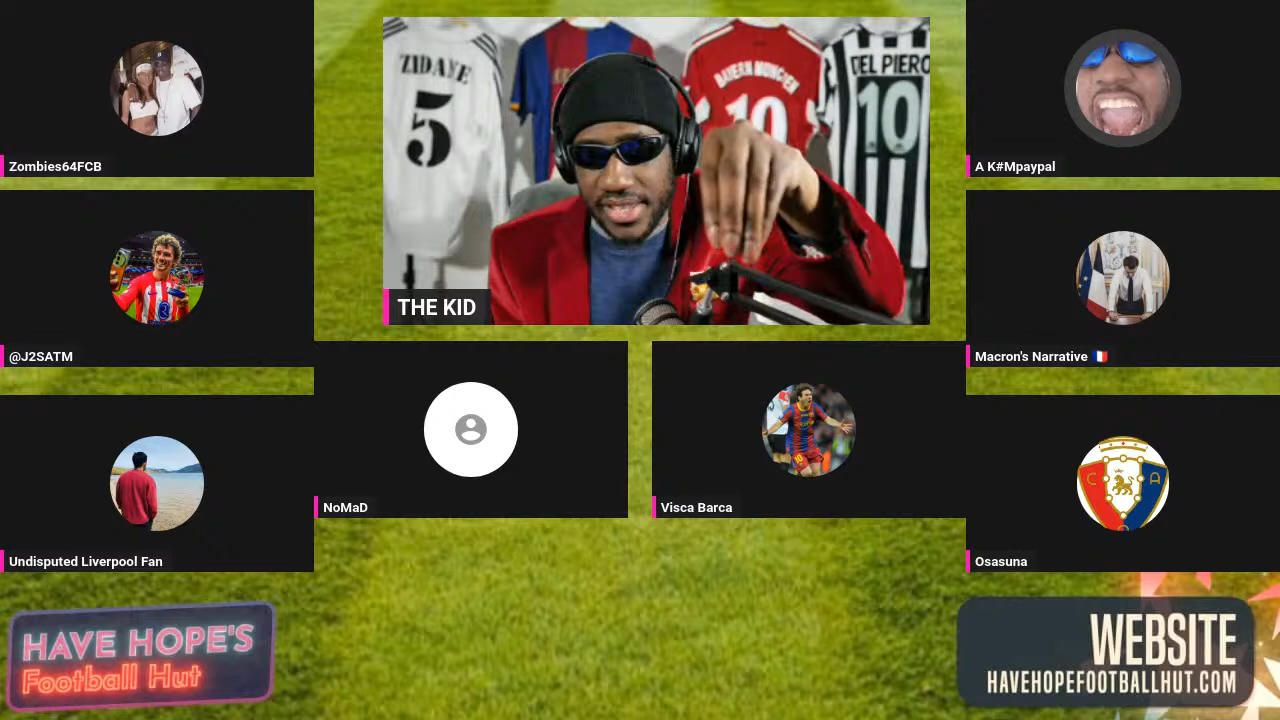 Zombies64FCB
ZIDANE
5
BAYERN MÜNCHEN
10
DEL PIERO
10
A K#Mpaypal
THE KID
@J2SATM
Macron's Narrative 🇫🇷
NoMaD
Visca Barca
Undisputed Liverpool Fan
Osasuna
HAVE HOPE'S
Football Hut
WEBSITE
HAVEHOPEFOOTBALLHUT.COM